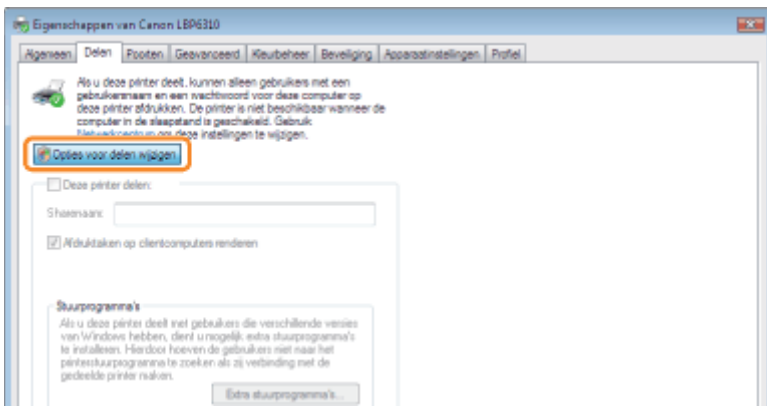 Eigenschappen van Canon LBP6310
Algemeen Delen Poorten Geavanceerd Kleurbeheer Beveiliging Apparaatinstellingen Profiel
Als u deze printer deelt, kunnen alleen gebruikers met een
gebruikersnaam en een wachtwoord voor deze computer op
deze printer afdrukken. De printer is niet beschikbaar wanneer de
computer in de slaapstand is geschakeld. Gebruik
Netwerkcentrum om deze instellingen te wijzigen.
Opties voor delen wijzigen
Deze printer delen:
Sharenaam:
Afdruktaken op clientcomputers renderen
Stuurprogramma's
Als u deze printer deelt met gebruikers die verschillende versies
van Windows hebben, dient u mogelijk extra stuurprogramma's
te installeren. Hierdoor hoeven de gebruikers niet naar het
printerstuurprogramma te zoeken als zij verbinding met de
gedeelde printer maken.
Extra stuurprogramma's...